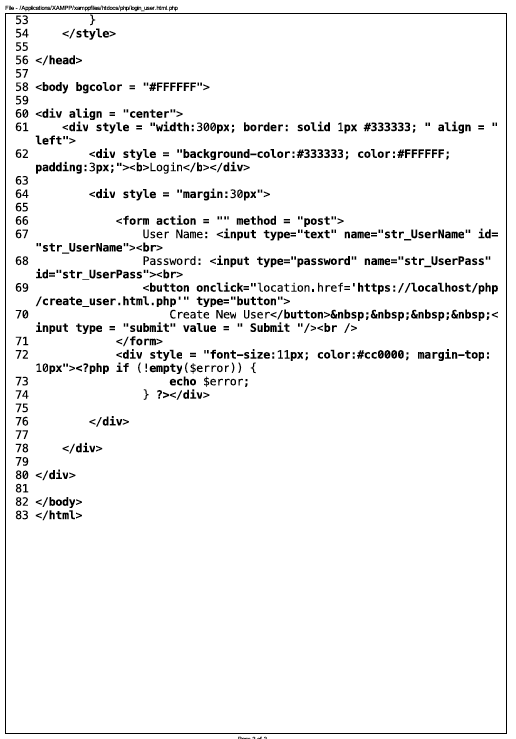 File - /Applications/XAMPP/xamppfiles/htdocs/php/login_user.html.php
53         }
54     </style>
55
56 </head>
57
58 <body bgcolor = "#FFFFFF">
59
60 <div align = "center">
61     <div style = "width:300px; border: solid 1px #333333; " align = "
left">
62         <div style = "background-color:#333333; color:#FFFFFF;
padding:3px;"><b>Login</b></div>
63
64         <div style = "margin:30px">
65
66             <form action = "" method = "post">
67                 User Name: <input type="text" name="str_UserName" id=
"str_UserName"><br>
68                 Password: <input type="password" name="str_UserPass"
id="str_UserPass"><br>
69                 <button onclick="location.href='https://localhost/php
/create_user.html.php'" type="button">
70                     Create New User</button>&nbsp;&nbsp;&nbsp;&nbsp;<
input type = "submit" value = " Submit "/><br />
71             </form>
72             <div style = "font-size:11px; color:#cc0000; margin-top:
10px"><?php if (!empty($error)) {
73                     echo $error;
74                 } ?></div>
75
76         </div>
77
78     </div>
79
80 </div>
81
82 </body>
83 </html>